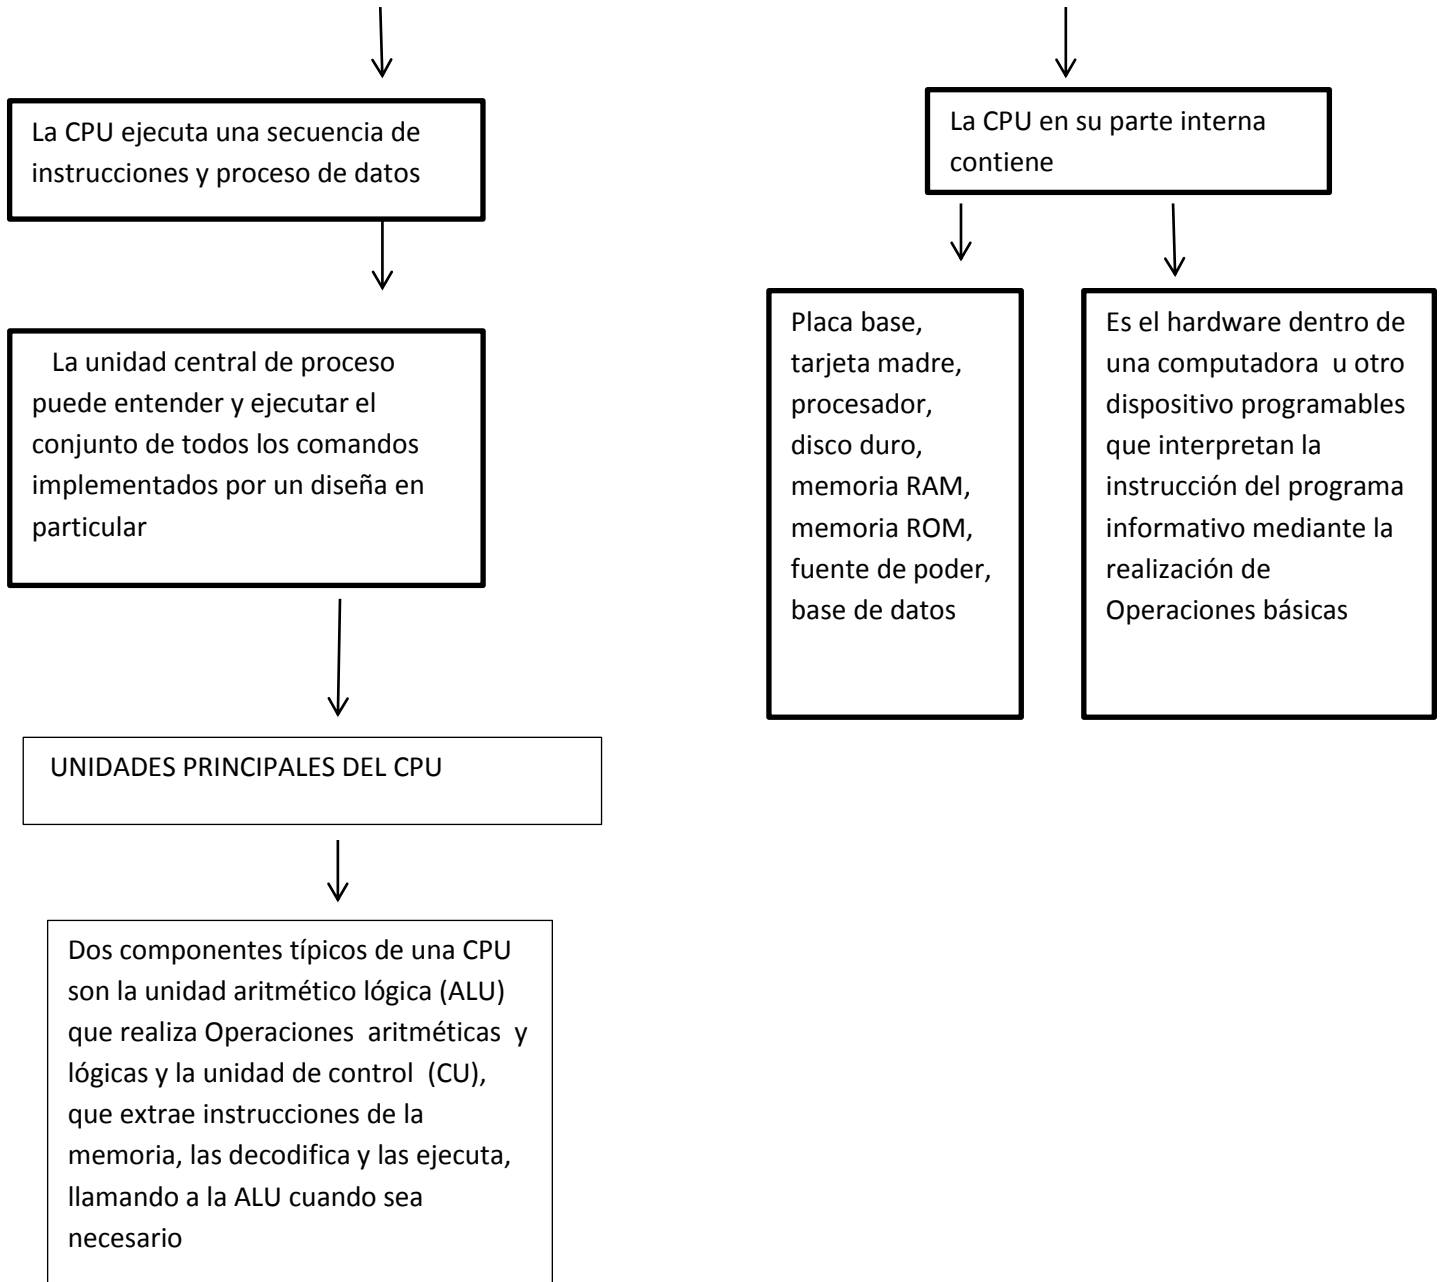 La CPU ejecuta una secuencia de
instrucciones y proceso de datos
La unidad central de proceso
puede entender y ejecutar el
conjunto de todos los comandos
implementados por un diseña en
particular
UNIDADES PRINCIPALES DEL CPU
Dos componentes típicos de una CPU
son la unidad aritmético lógica (ALU)
que realiza Operaciones  aritméticas  y
lógicas y la unidad de control  (CU),
que extrae instrucciones de la
memoria, las decodifica y las ejecuta,
llamando a la ALU cuando sea
necesario
La CPU en su parte interna
contiene
Placa base,
tarjeta madre,
procesador,
disco duro,
memoria RAM,
memoria ROM,
fuente de poder,
base de datos
Es el hardware dentro de
una computadora  u otro
dispositivo programables
que interpretan la
instrucción del programa
informativo mediante la
realización de
Operaciones básicas